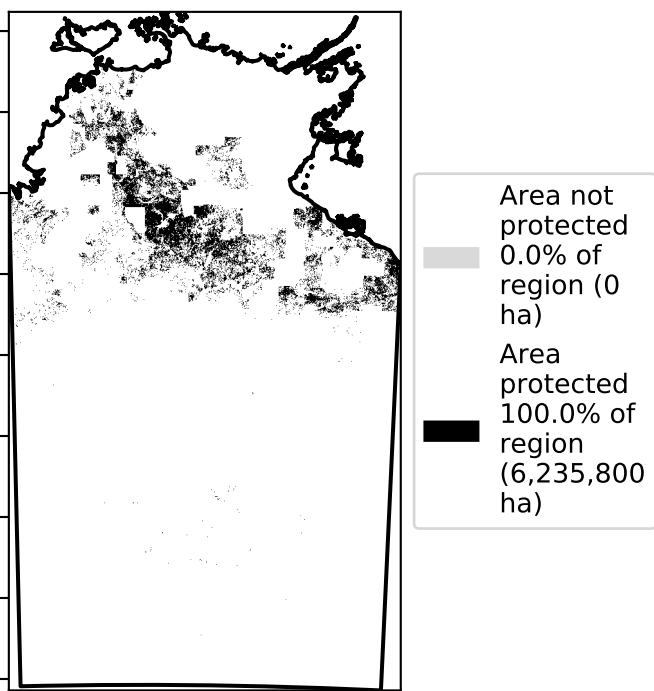 Area not
protected
0.0% of
region (0
ha)
Area
protected
100.0% of
region
(6,235,800
ha)